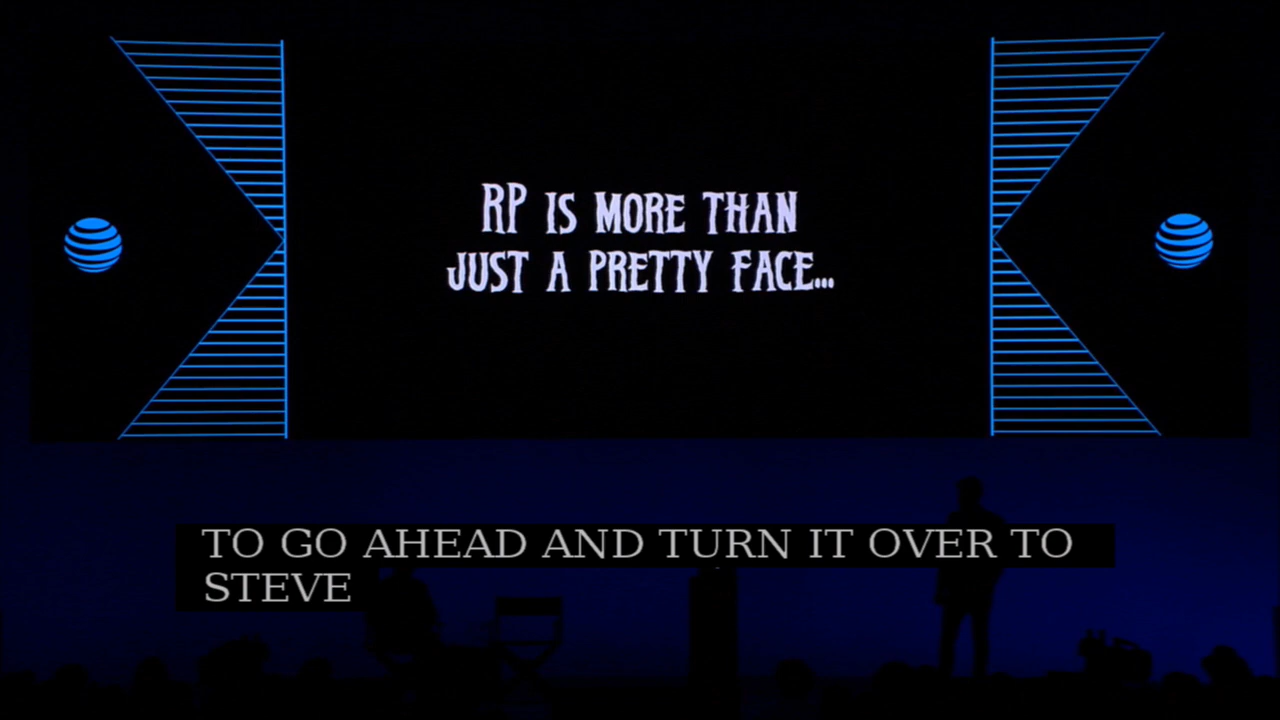 RP IS MORE THAN
JUST A PRETTY FACE...
TO GO AHEAD AND TURN IT OVER TO
STEVE